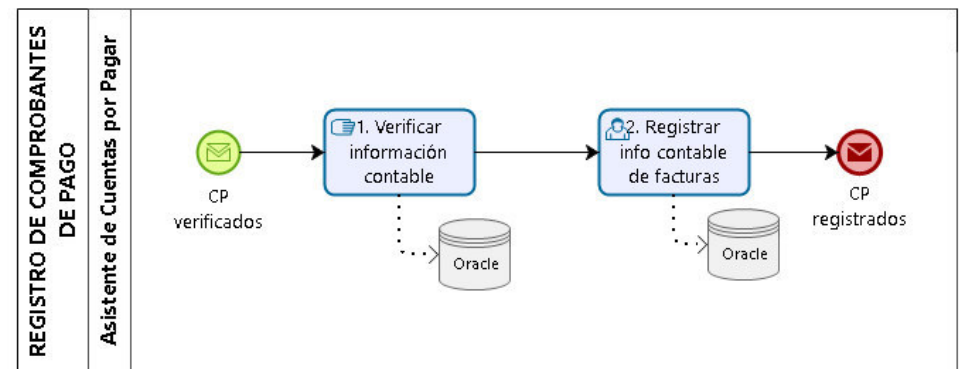 REGISTRO DE COMPROBANTES
DE PAGO
Asistente de Cuentas por Pagar
CP
verificados
1. Verificar
información
contable
Oracle
2. Registrar
info contable
de facturas
Oracle
CP
registrados